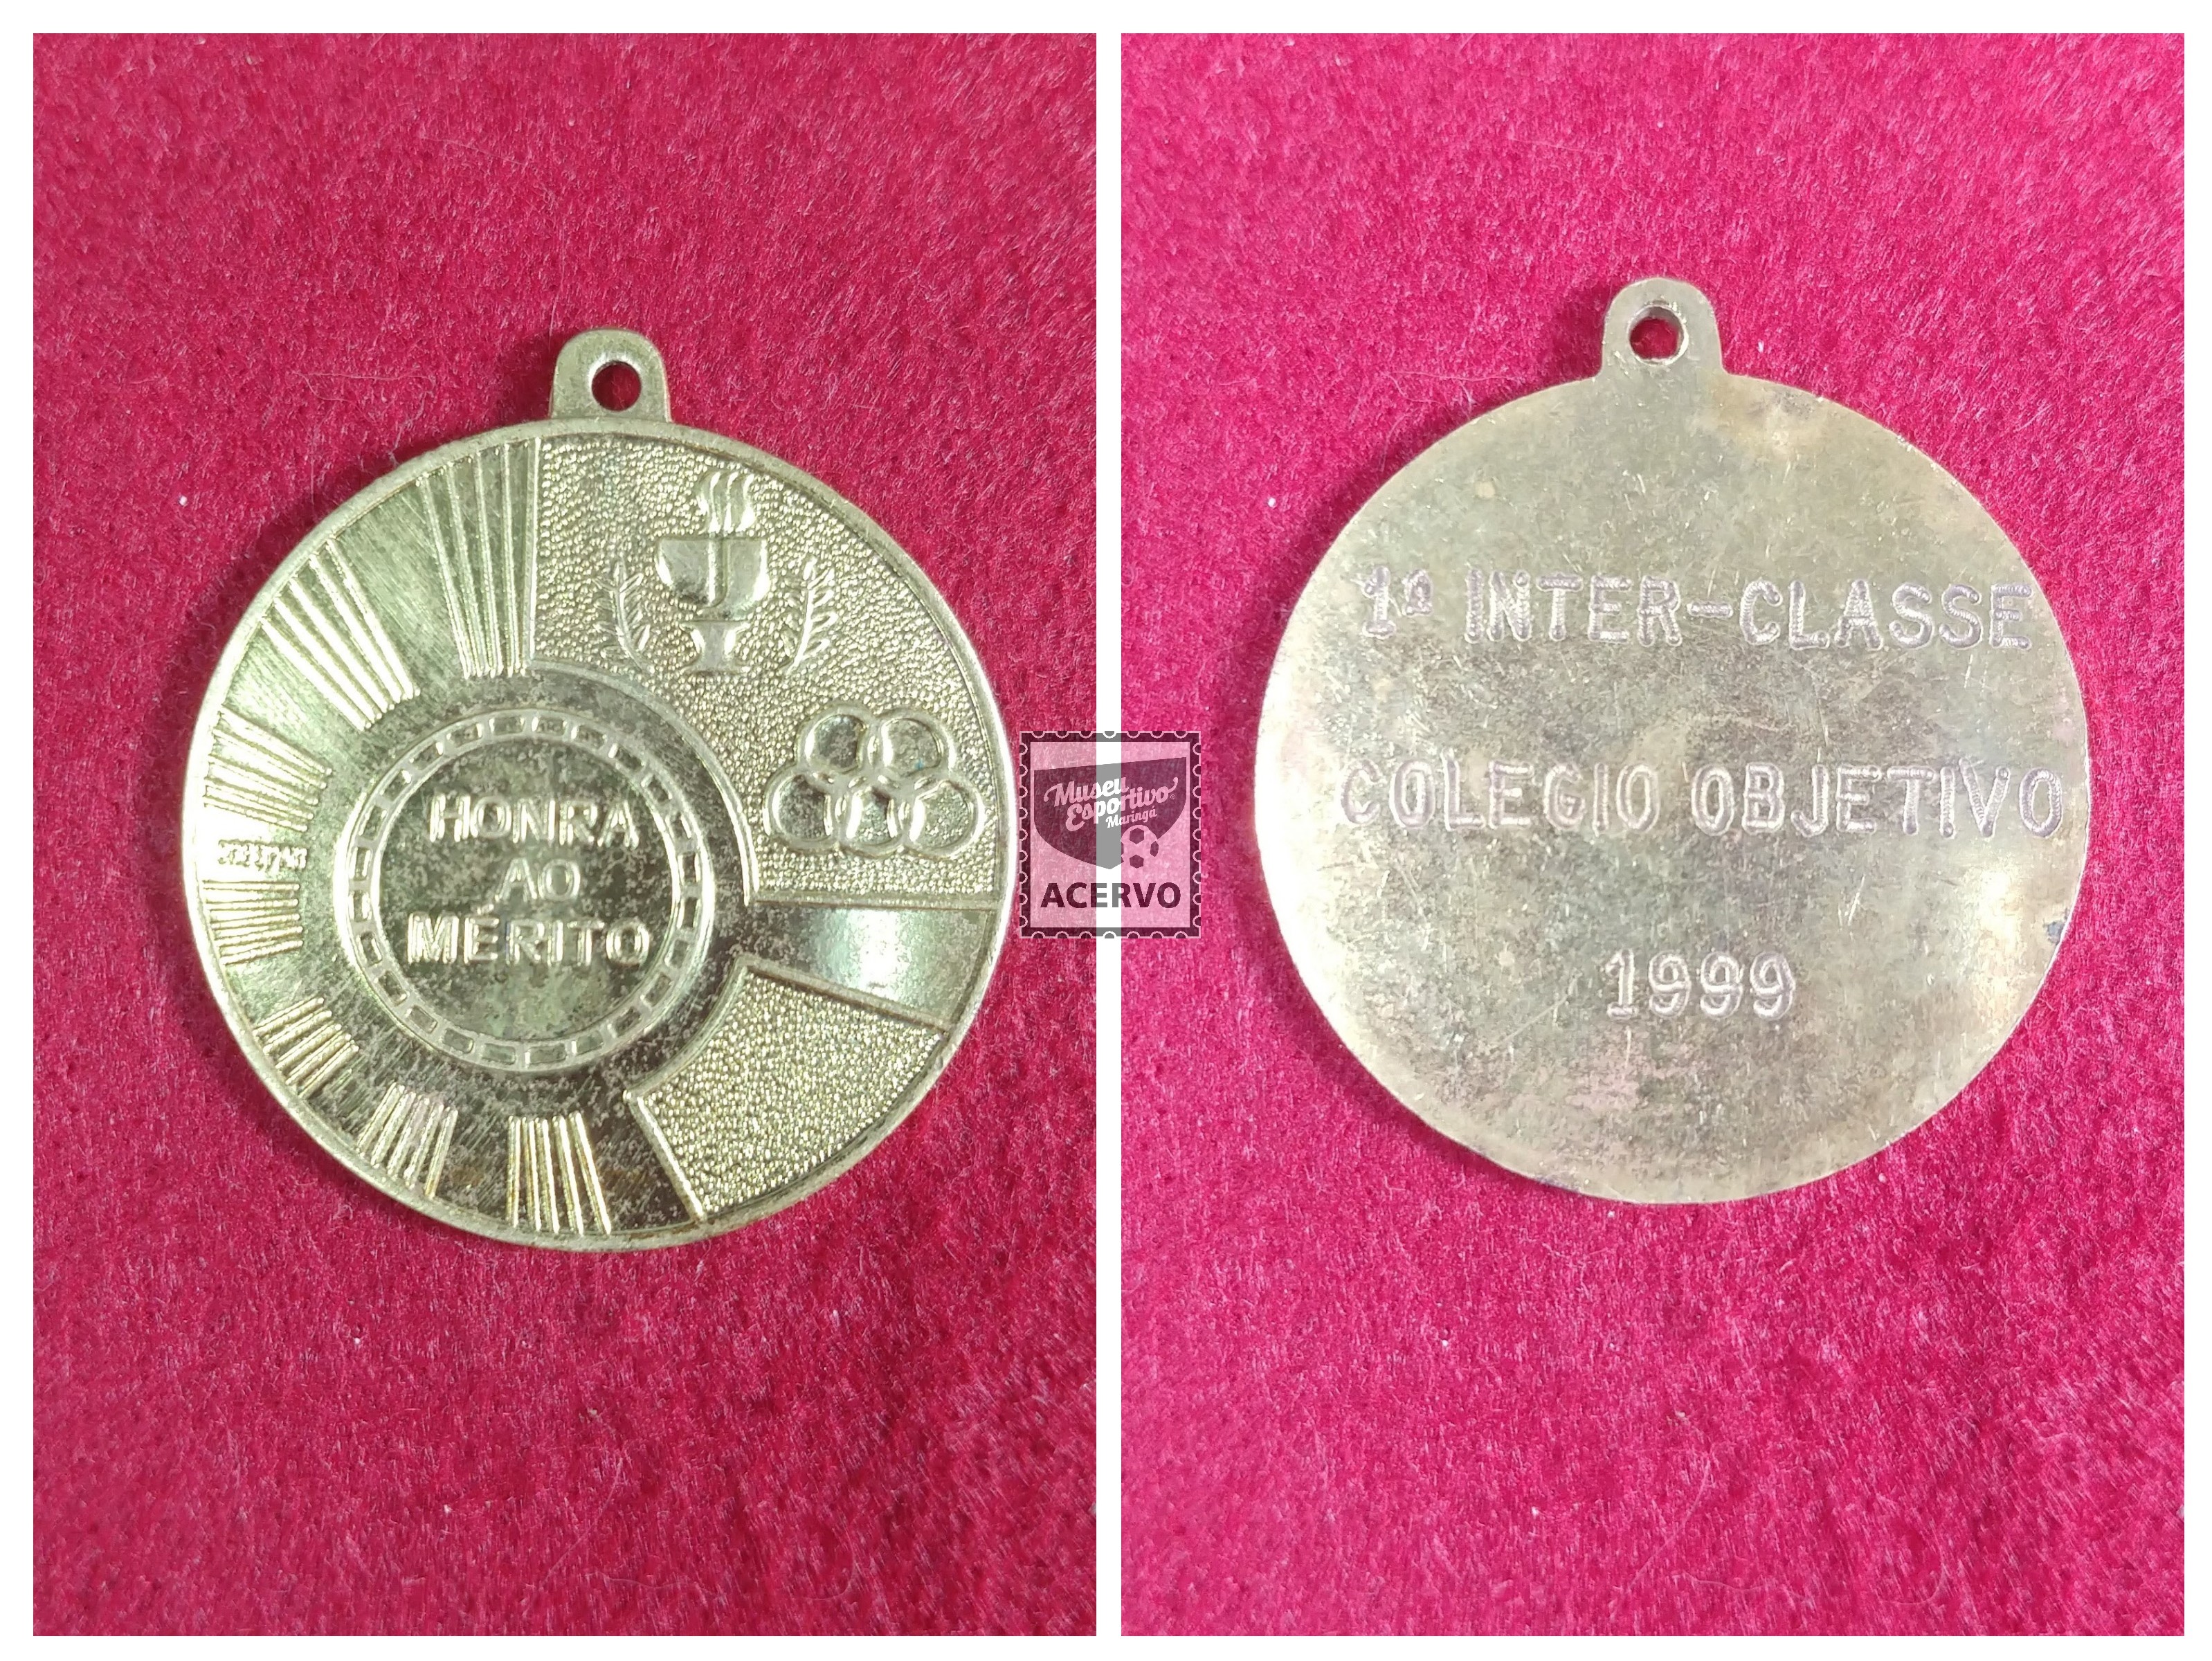 HONRA
AO
MÉRITO
Museu
Esportivo
Maringá
ACERVO
1º INTER-CLASSE
COLEGIO OBJETIVO
1999